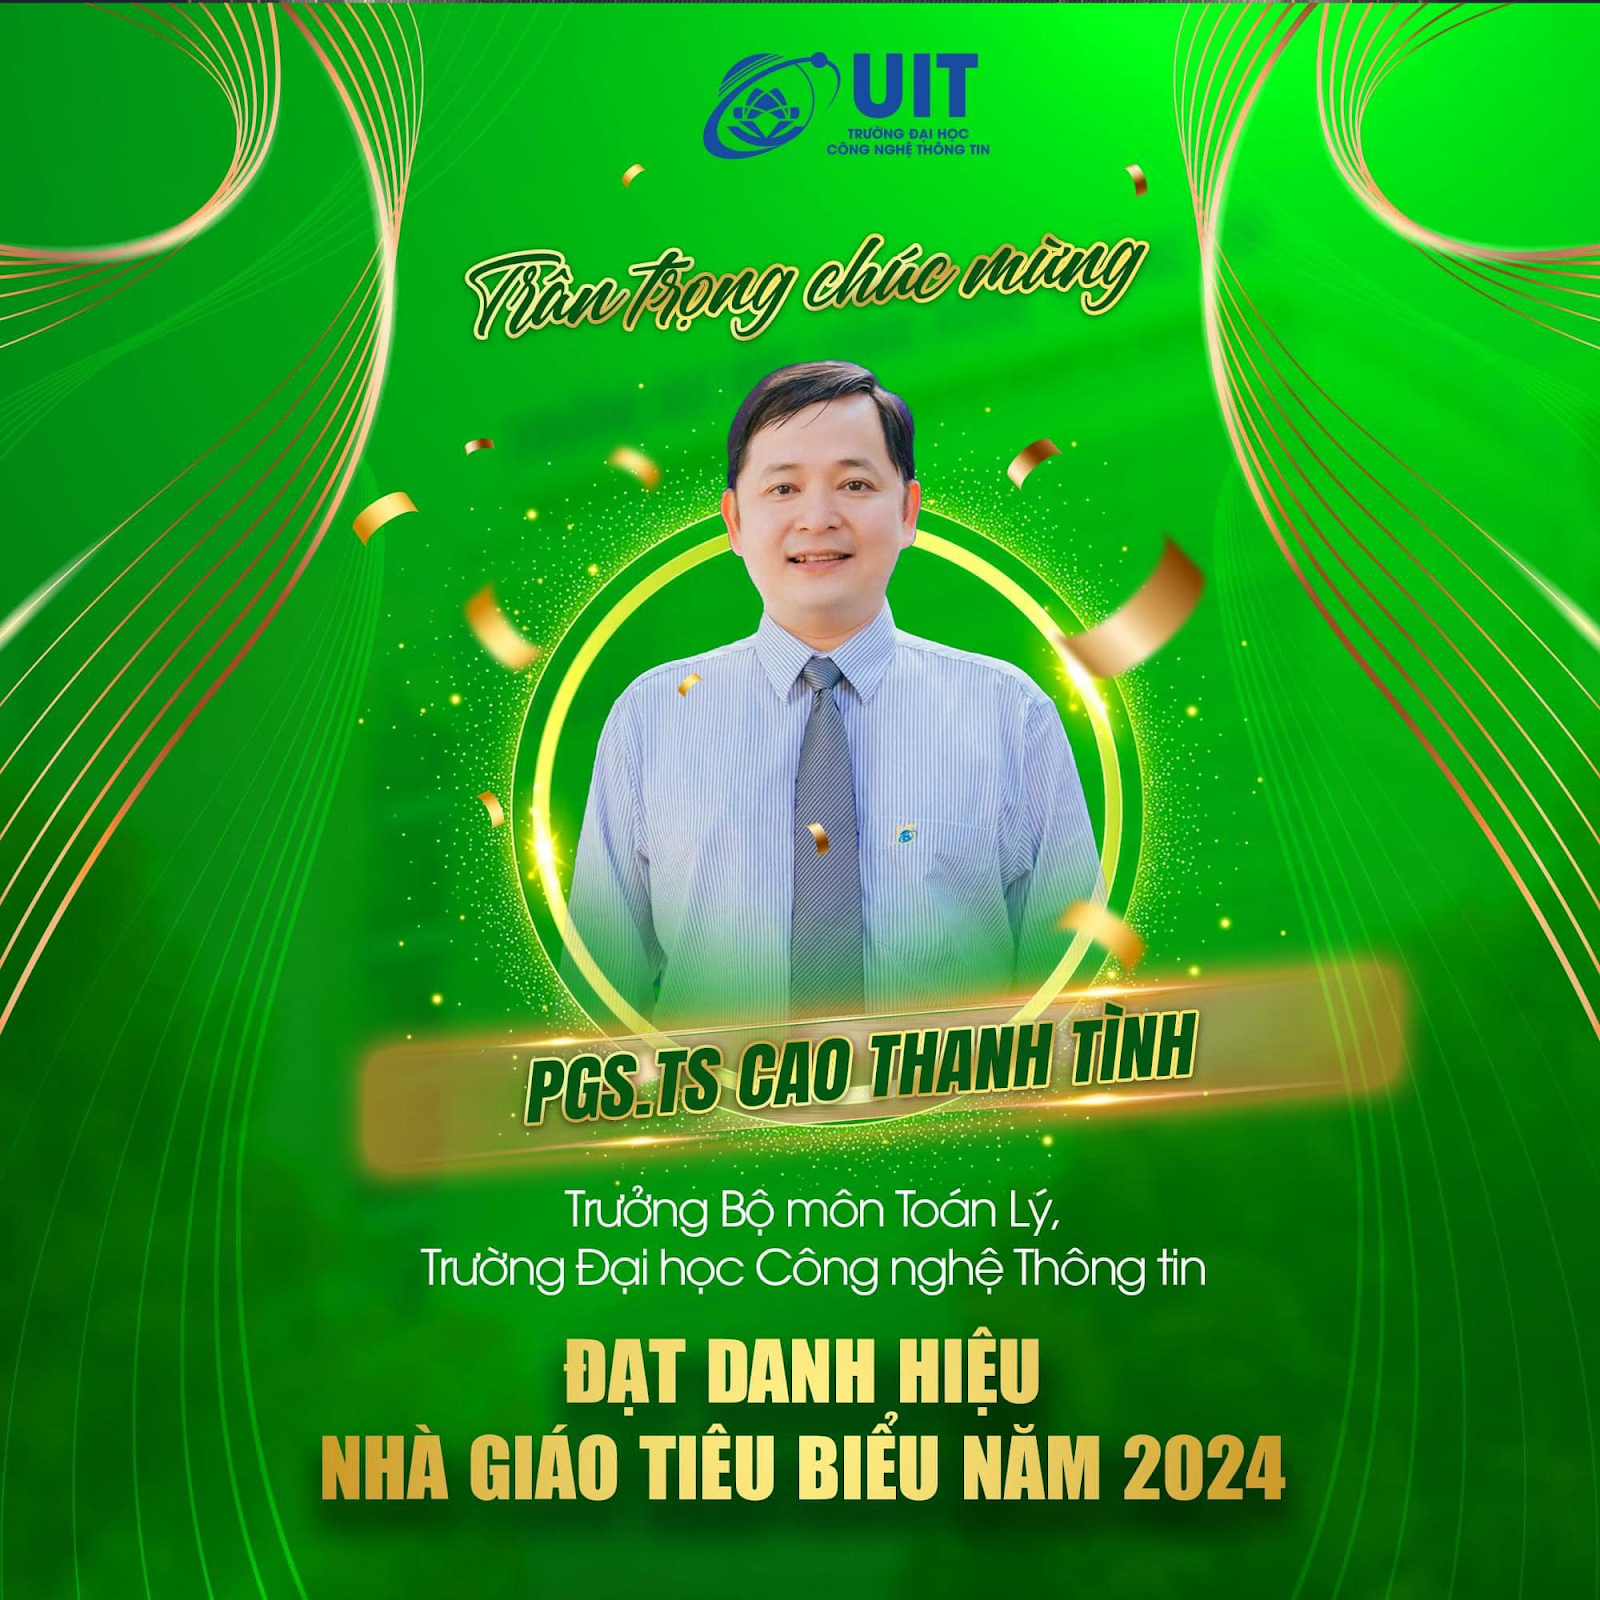 UIT
TRƯỜNG ĐẠI HỌC
CÔNG NGHỆ THÔNG TIN
Trân trọng chúc mừng
PGS.TS CAO THANH TÌNH
Trưởng Bộ môn Toán Lý,
Trường Đại học Công nghệ Thông tin
ĐẠT DANH HIỆU
NHÀ GIÁO TIÊU BIỂU NĂM 2024